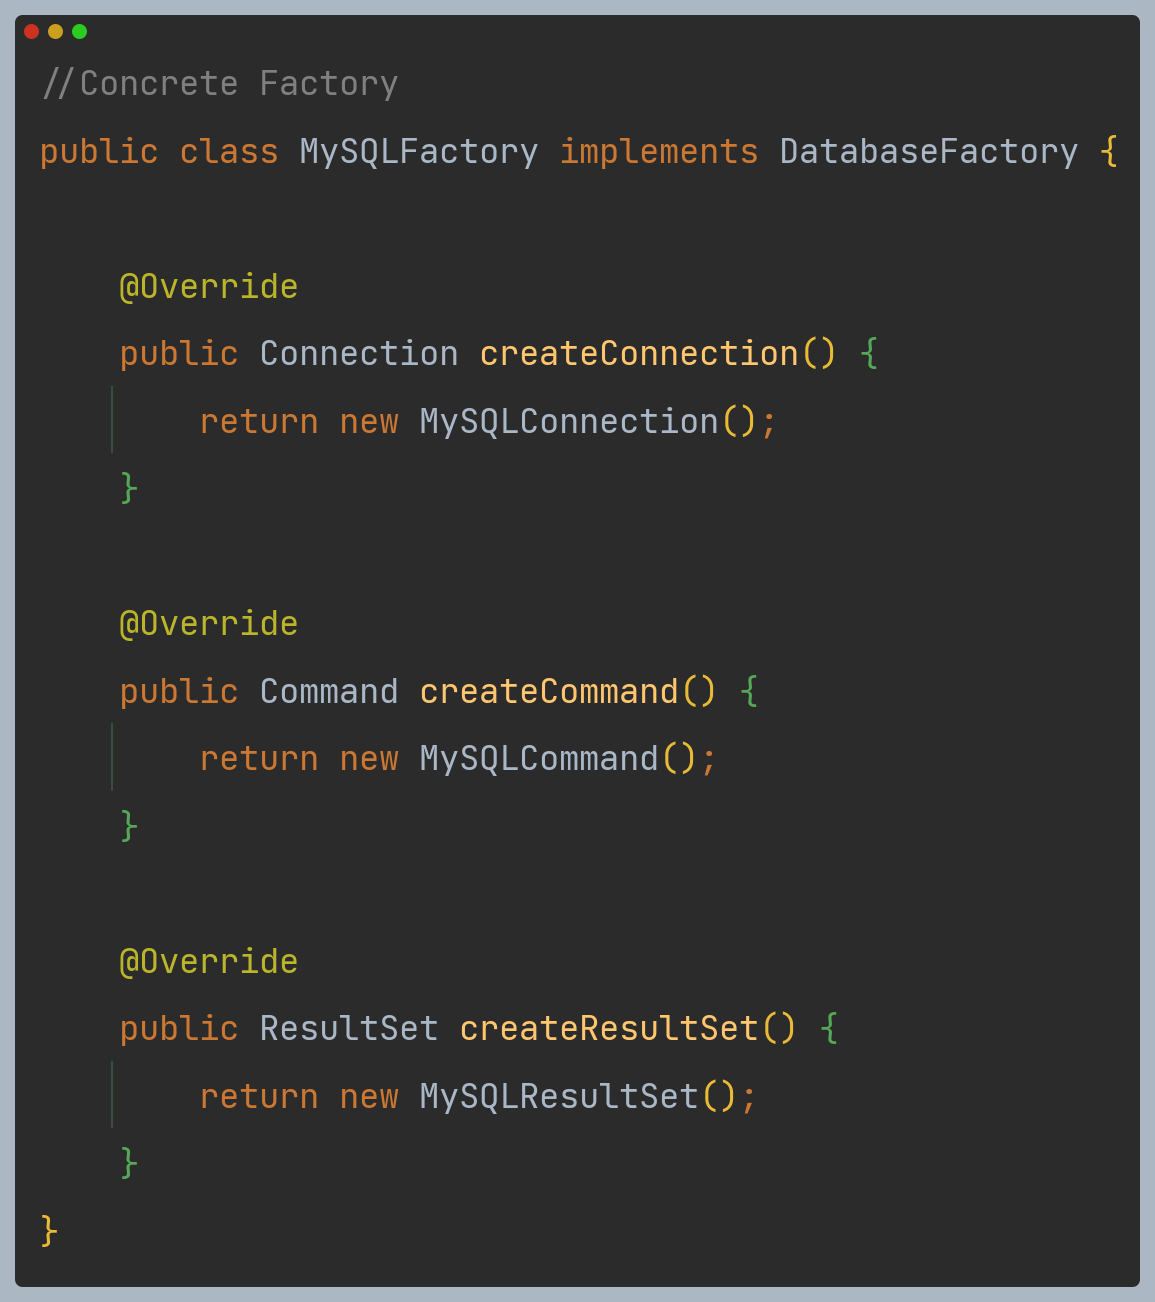 //Concrete Factory
public class MySQLFactory implements DatabaseFactory {
@Override
public Connection createConnection() {
return new MySQLConnection();
}
@Override
public Command createCommand() {
return new MySQLCommand();
}
@Override
public ResultSet createResultSet() {
return new MySQLResultSet();
}
}